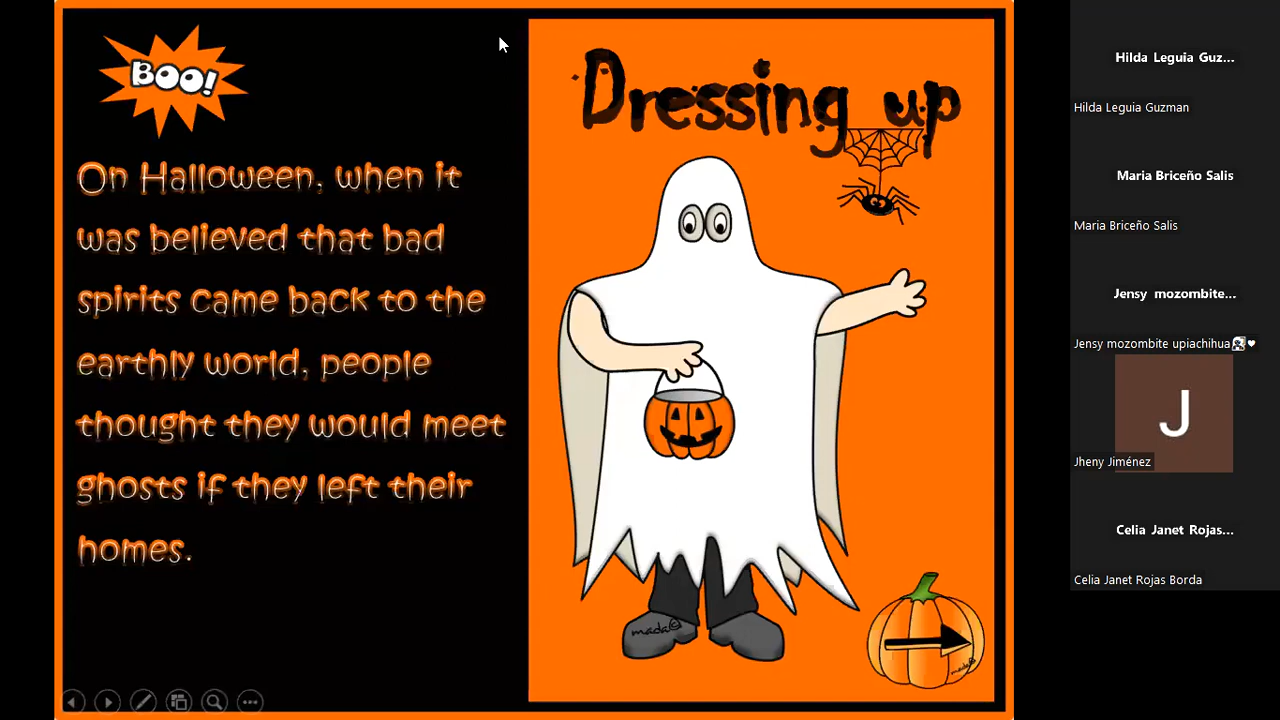 BOO!
On Halloween, when it
was believed that bad
spirits came back to the
earthly world, people
thought they would meet
ghosts if they left their
homes.
Dressing up
mada©
mada©
Hilda Leguia Guz...
Hilda Leguia Guzman
Maria Briceño Salis
Maria Briceño Salis
Jensy mozombite...
Jensy mozombite upiachihua
J
Jheny Jiménez
Celia Janet Rojas...
Celia Janet Rojas Borda